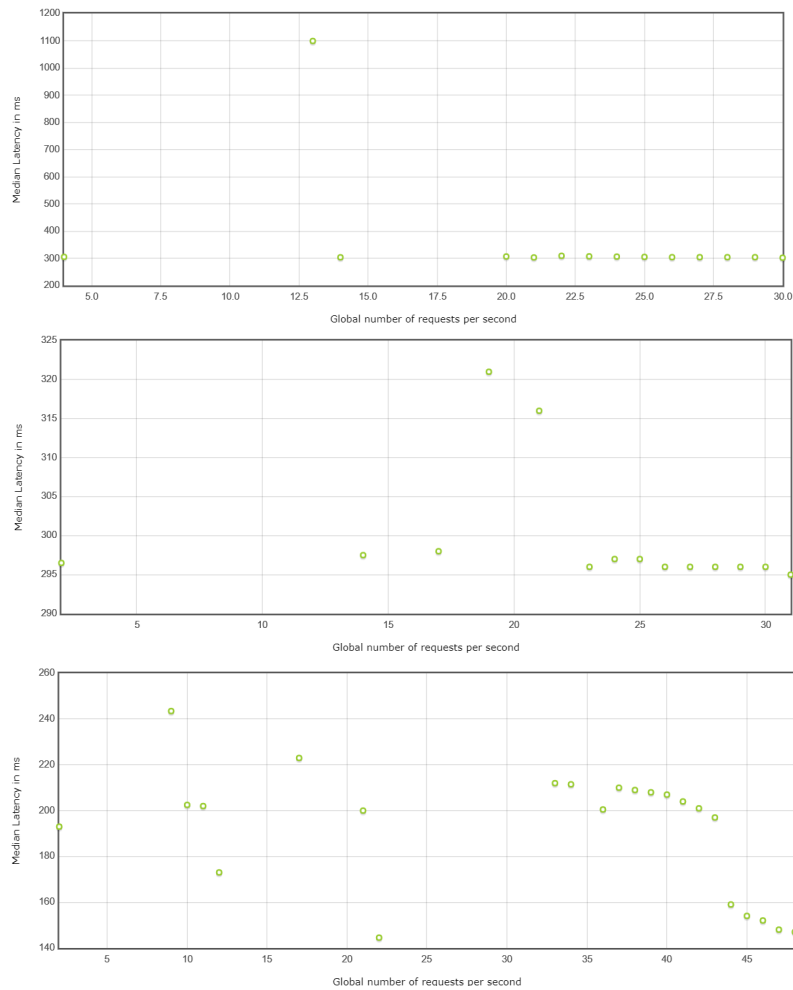 1200
1100
1000
900
800
700
600
500
400
300
200
Median Latency in ms
5.0 7.5 10.0 12.5 15.0 17.5 20.0 22.5 25.0 27.5 30.0
Global number of requests per second
325
320
315
310
305
300
295
290
Median Latency in ms
5 10 15 20 25 30
Global number of requests per second
260
240
220
200
180
160
140
Median Latency in ms
5 10 15 20 25 30 35 40 45
Global number of requests per second